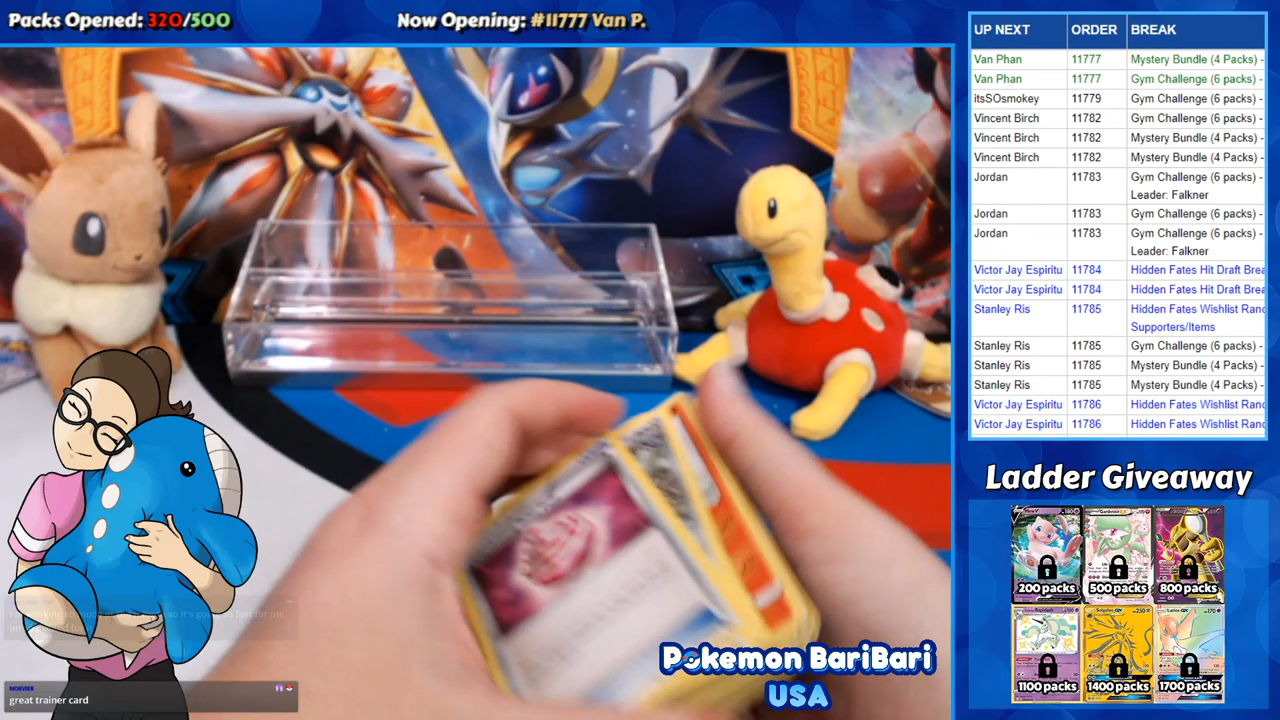 Packs Opened: 320/500
Now Opening: #11777 Van P.
UP NEXT ORDER BREAK
Van Phan 11777 Mystery Bundle (4 Packs) -
Van Phan 11777 Gym Challenge (6 packs) -
itsSOsmokey 11779 Gym Challenge (6 packs) -
Vincent Birch 11782 Gym Challenge (6 packs) -
Vincent Birch 11782 Mystery Bundle (4 Packs) -
Vincent Birch 11782 Mystery Bundle (4 Packs) -
Jordan 11783 Gym Challenge (6 packs) -
Leader: Falkner
Jordan 11783 Gym Challenge (6 packs) -
Jordan 11783 Gym Challenge (6 packs) -
Leader: Falkner
Victor Jay Espiritu 11784 Hidden Fates Hit Draft Brea
Victor Jay Espiritu 11784 Hidden Fates Hit Draft Brea
Stanley Ris 11785 Hidden Fates Wishlist Ranc
Supporters/Items
Stanley Ris 11785 Gym Challenge (6 packs) -
Stanley Ris 11785 Mystery Bundle (4 Packs) -
Stanley Ris 11785 Mystery Bundle (4 Packs) -
Victor Jay Espiritu 11786 Hidden Fates Wishlist Ranc
Victor Jay Espiritu 11786 Hidden Fates Wishlist Ranc
Ladder Giveaway
200 packs
500 packs
800 packs
1100 packs
1400 packs
1700 packs
Pokemon BariBari
USA
great trainer card